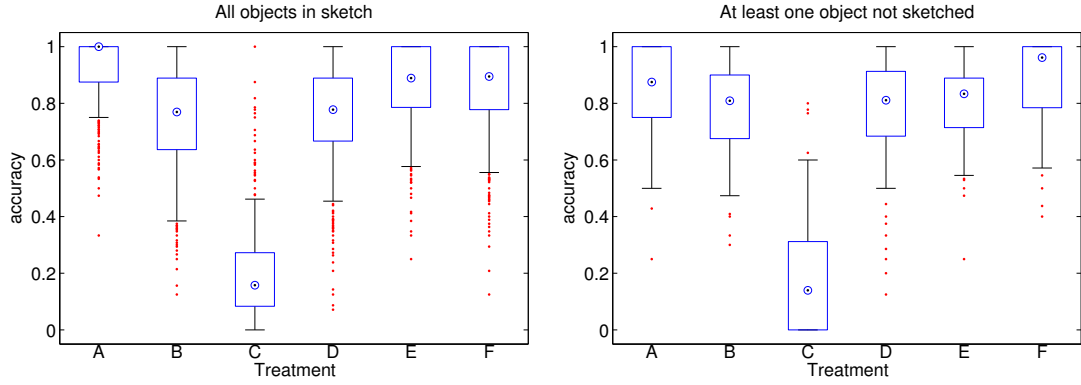 All objects in sketch
accuracy
1
0.8
0.6
0.4
0.2
0
A B C D E F
Treatment
At least one object not sketched
accuracy
1
0.8
0.6
0.4
0.2
0
A B C D E F
Treatment